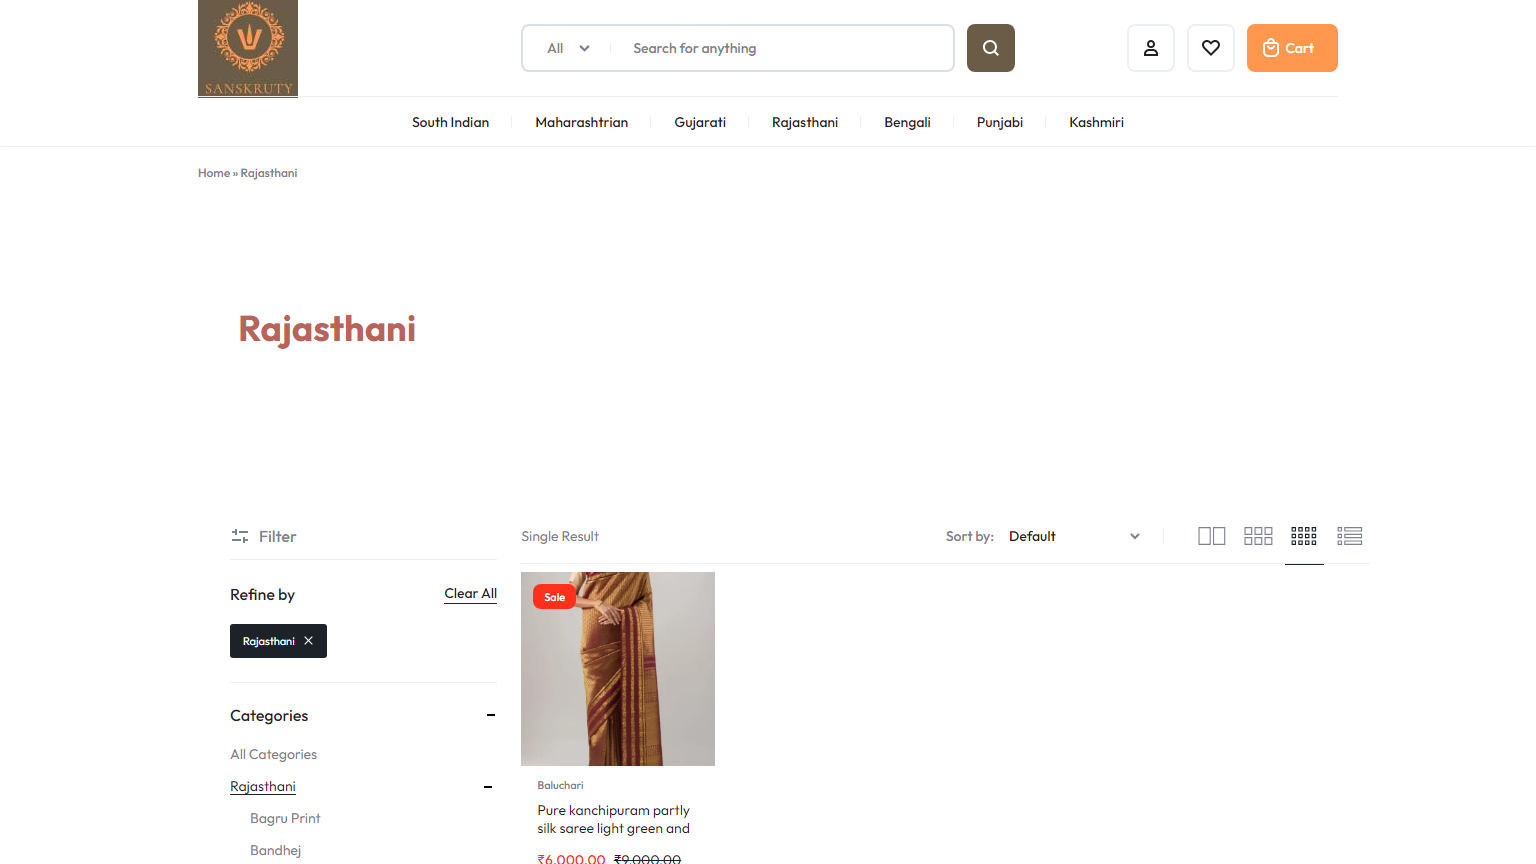 SANSKRUTY
All
Search for anything
Cart
South Indian
Maharashtrian
Gujarati
Rajasthani
Bengali
Punjabi
Kashmiri
Home » Rajasthani
Rajasthani
Filter
Single Result
Sort by: Default
Refine by
Clear All
Rajasthani
Categories
All Categories
Rajasthani
Bagru Print
Bandhej
Sale
Baluchari
Pure kanchipuram partly
silk saree light green and
₹6,000.00 ₹9,000.00